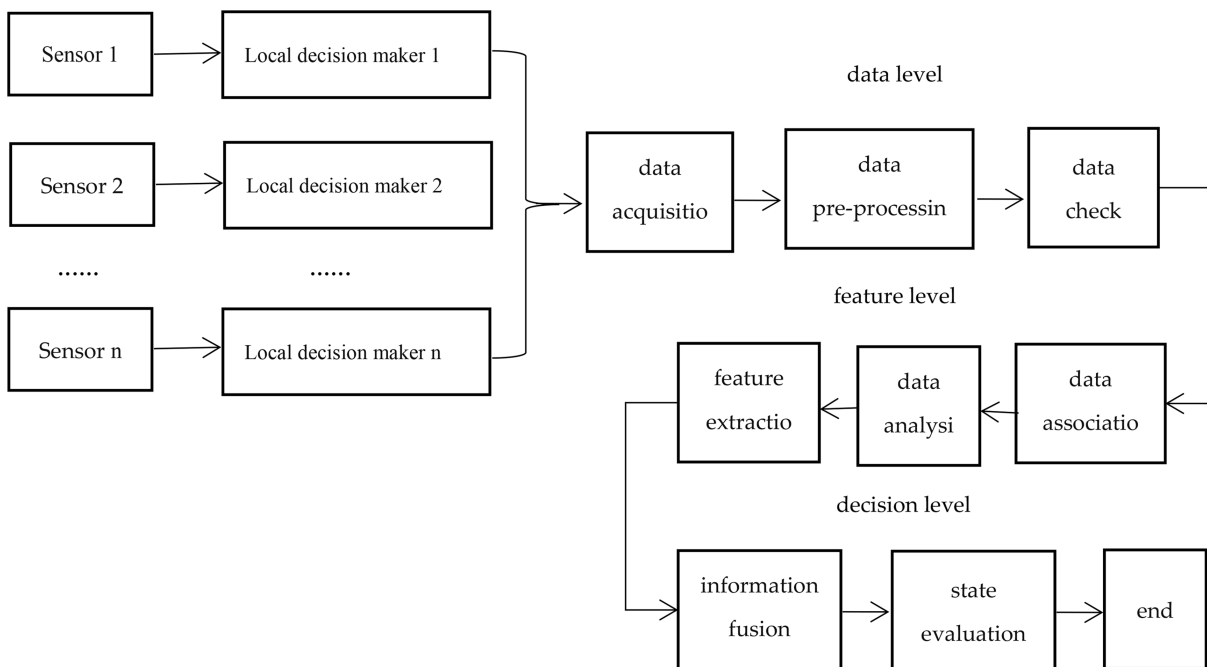 Sensor 1
Local decision maker 1
Sensor 2
Local decision maker 2
......
......
Sensor n
Local decision maker n
data level
data
acquisitio
data
pre-processin
data
check
feature level
feature
extractio
data
analysi
data
associatio
decision level
information
fusion
state
evaluation
end